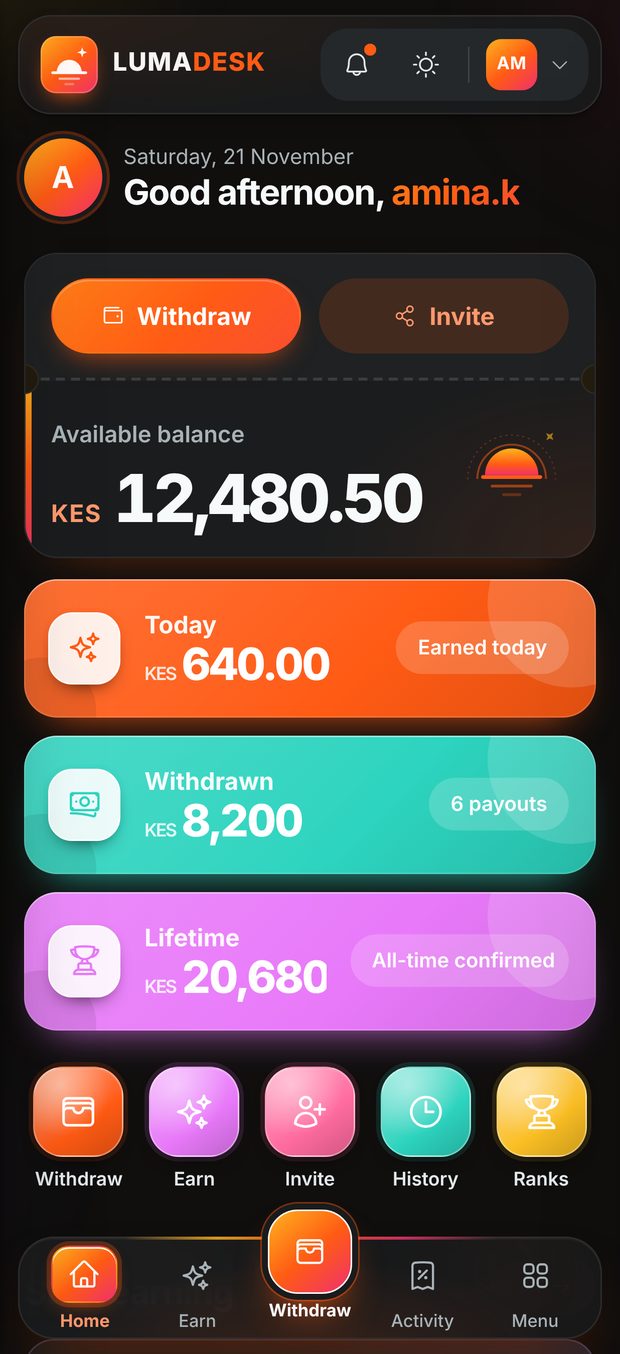 LUMADESK
AM
A
Saturday, 21 November
Good afternoon, amina.k
Withdraw
Invite
Available balance
KES 12,480.50
Today
KES 640.00
Earned today
Withdrawn
KES 8,200
6 payouts
Lifetime
KES 20,680
All-time confirmed
Withdraw
Earn
Invite
History
Ranks
Home
Earn
Withdraw
Activity
Menu